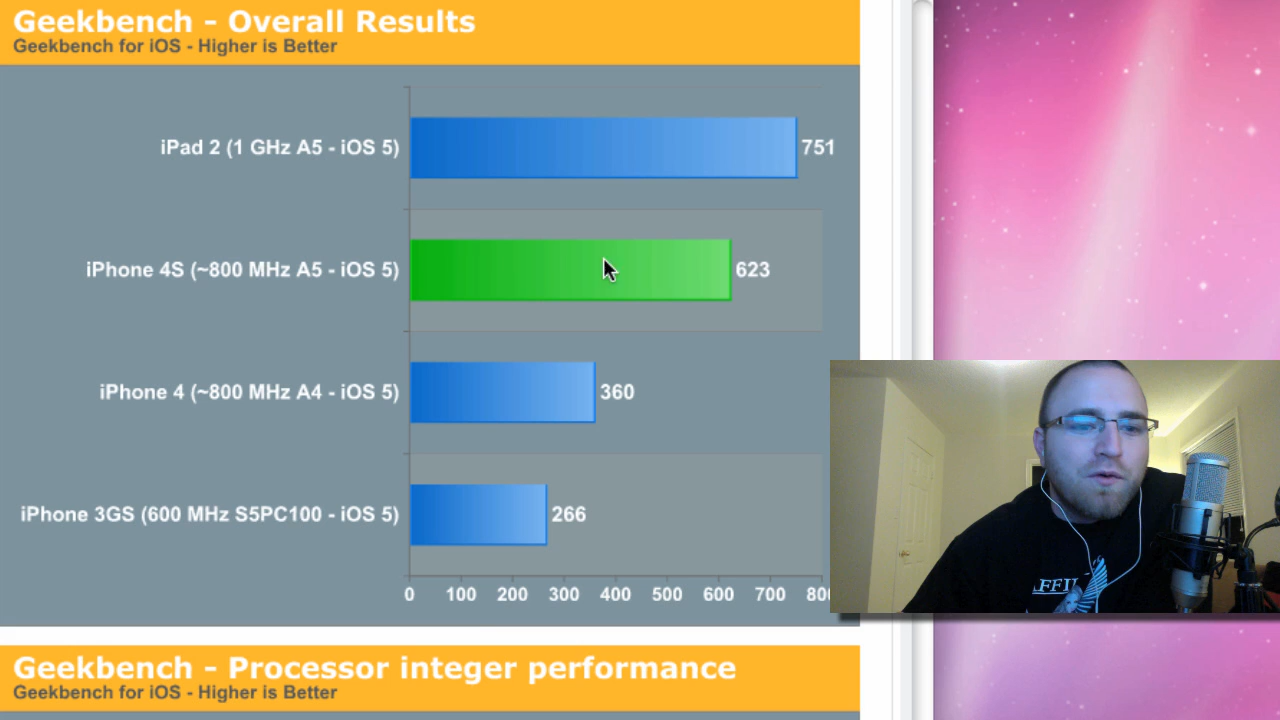 Geekbench - Overall Results
Geekbench for iOS - Higher is Better
iPad 2 (1 GHz A5 - iOS 5)
751
iPhone 4S (~800 MHz A5 - iOS 5)
623
iPhone 4 (~800 MHz A4 - iOS 5)
360
iPhone 3GS (600 MHz S5PC100 - iOS 5)
266
0 100 200 300 400 500 600 700
Geekbench - Processor integer performance
Geekbench for iOS - Higher is Better